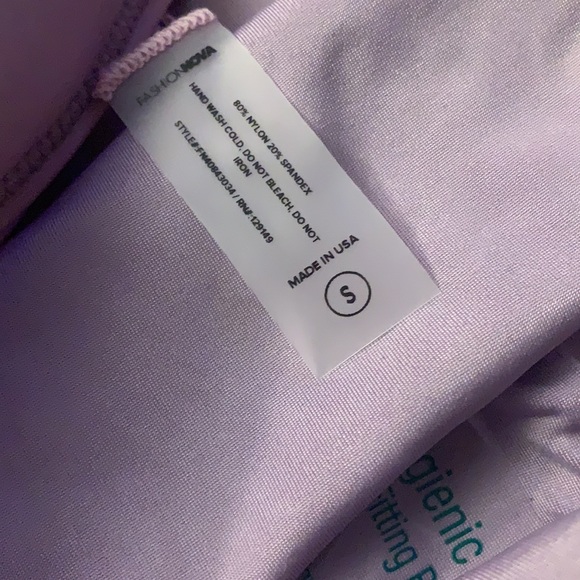 FASHIONNOVA
80% NYLON 20% SPANDEX
HAND WASH COLD, DO NOT BLEACH, DO NOT
IRON
STYLE# FN40843034 / RN#:129149
MADE IN USA
S
gienic
itting